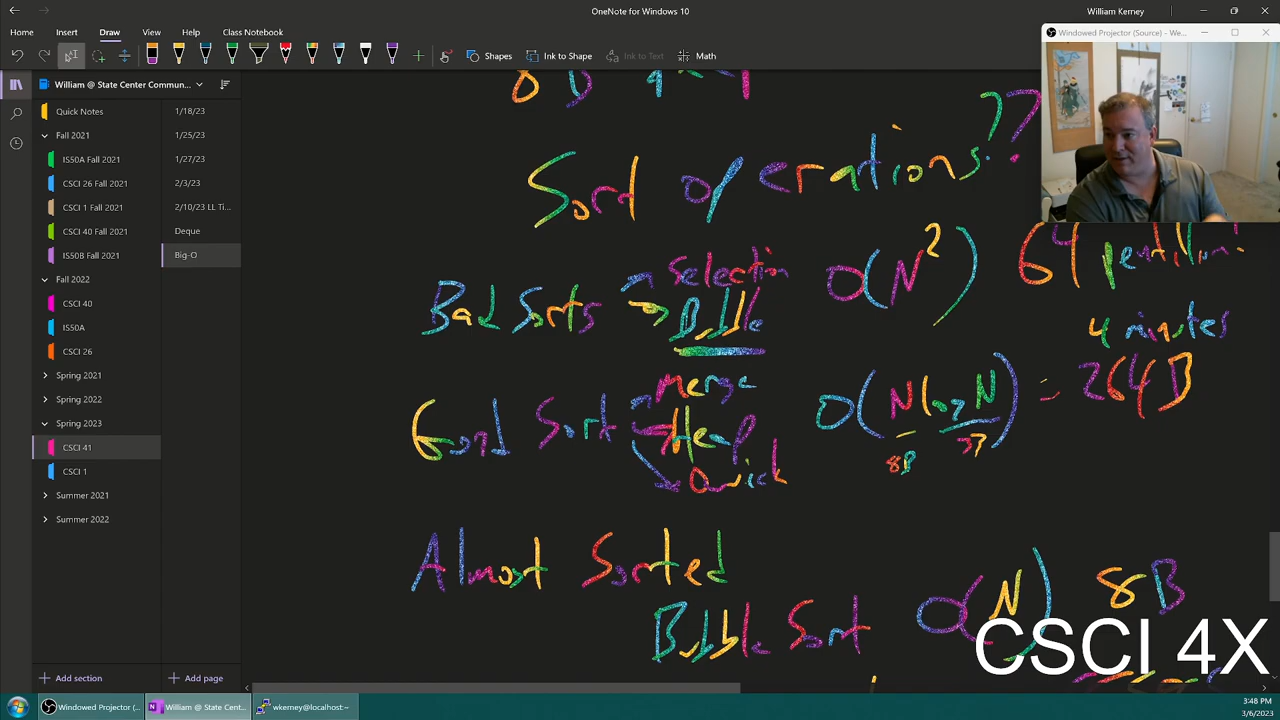 OneNote for Windows 10
William Kerney
Home Insert Draw View Help Class Notebook
Windowed Projector (Source) - We...
Shapes Ink to Shape Ink to Text Math
William @ State Center Commun...
Quick Notes
Fall 2021
IS50A Fall 2021
CSCI 26 Fall 2021
CSCI 1 Fall 2021
CSCI 40 Fall 2021
IS50B Fall 2021
Fall 2022
CSCI 40
IS50A
CSCI 26
Spring 2021
Spring 2022
Spring 2023
CSCI 41
CSCI 1
Summer 2021
Summer 2022
Add section
1/18/23
1/25/23
1/27/23
2/3/23
2/10/23 LL Ti...
Deque
Big-O
Add page
Sort operations??
Bad Sorts → Selection O(N²) 64
Bubble
4 minutes
Good Sort Merge O(N log₂ N) = 264B
Heap 8B 33
Quick
Almost Sorted
Bubble Sort O(N) 8B
CSCI 4X
Windowed Projector (...
William @ State Cent...
wkerney@localhost:~
3:48 PM
3/6/2023